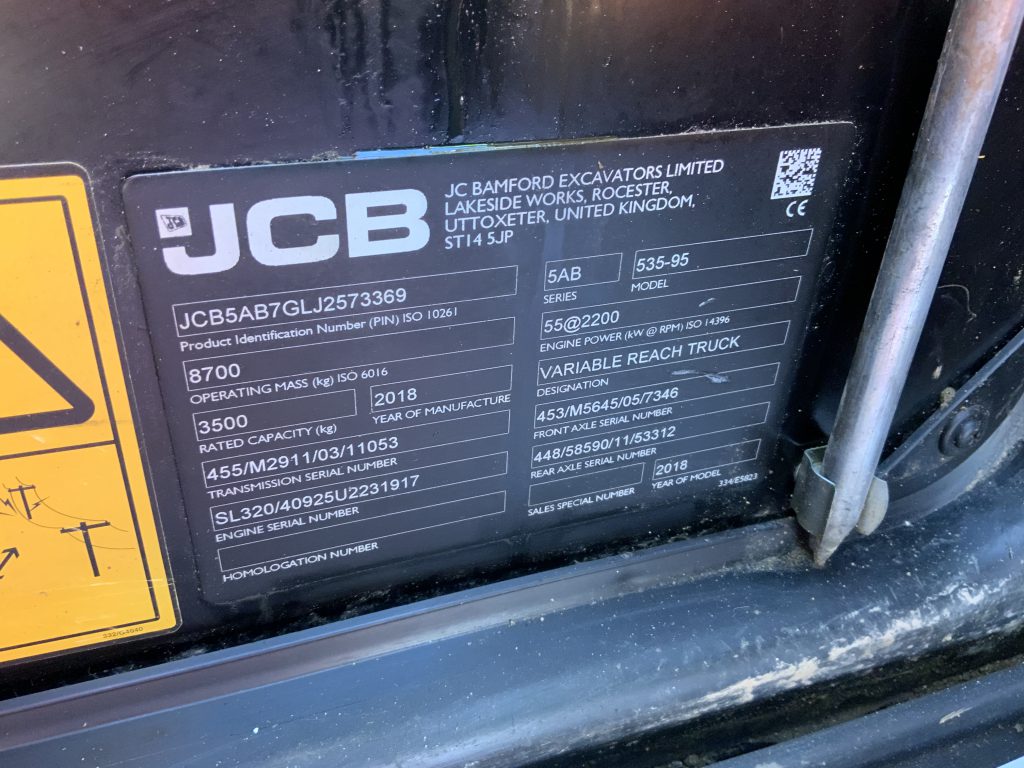 JCB
JC BAMFORD EXCAVATORS LIMITED
LAKESIDE WORKS, ROCESTER,
UTTOXETER, UNITED KINGDOM,
ST14 5JP
CE
JCB5AB7GLJ2573369
Product Identification Number (PIN) ISO 10261
8700
OPERATING MASS (kg) ISO 6016
3500
RATED CAPACITY (kg)
2018
YEAR OF MANUFACTURE
455/M2911/03/11053
TRANSMISSION SERIAL NUMBER
SL320/40925U2231917
ENGINE SERIAL NUMBER
HOMOLOGATION NUMBER
5AB
SERIES
535-95
MODEL
55@2200
ENGINE POWER (kW @ RPM) ISO 14396
VARIABLE REACH TRUCK
DESIGNATION
453/M5645/05/7346
FRONT AXLE SERIAL NUMBER
448/58590/11/53312
REAR AXLE SERIAL NUMBER
SALES SPECIAL NUMBER
2018
YEAR OF MODEL
334/E5823